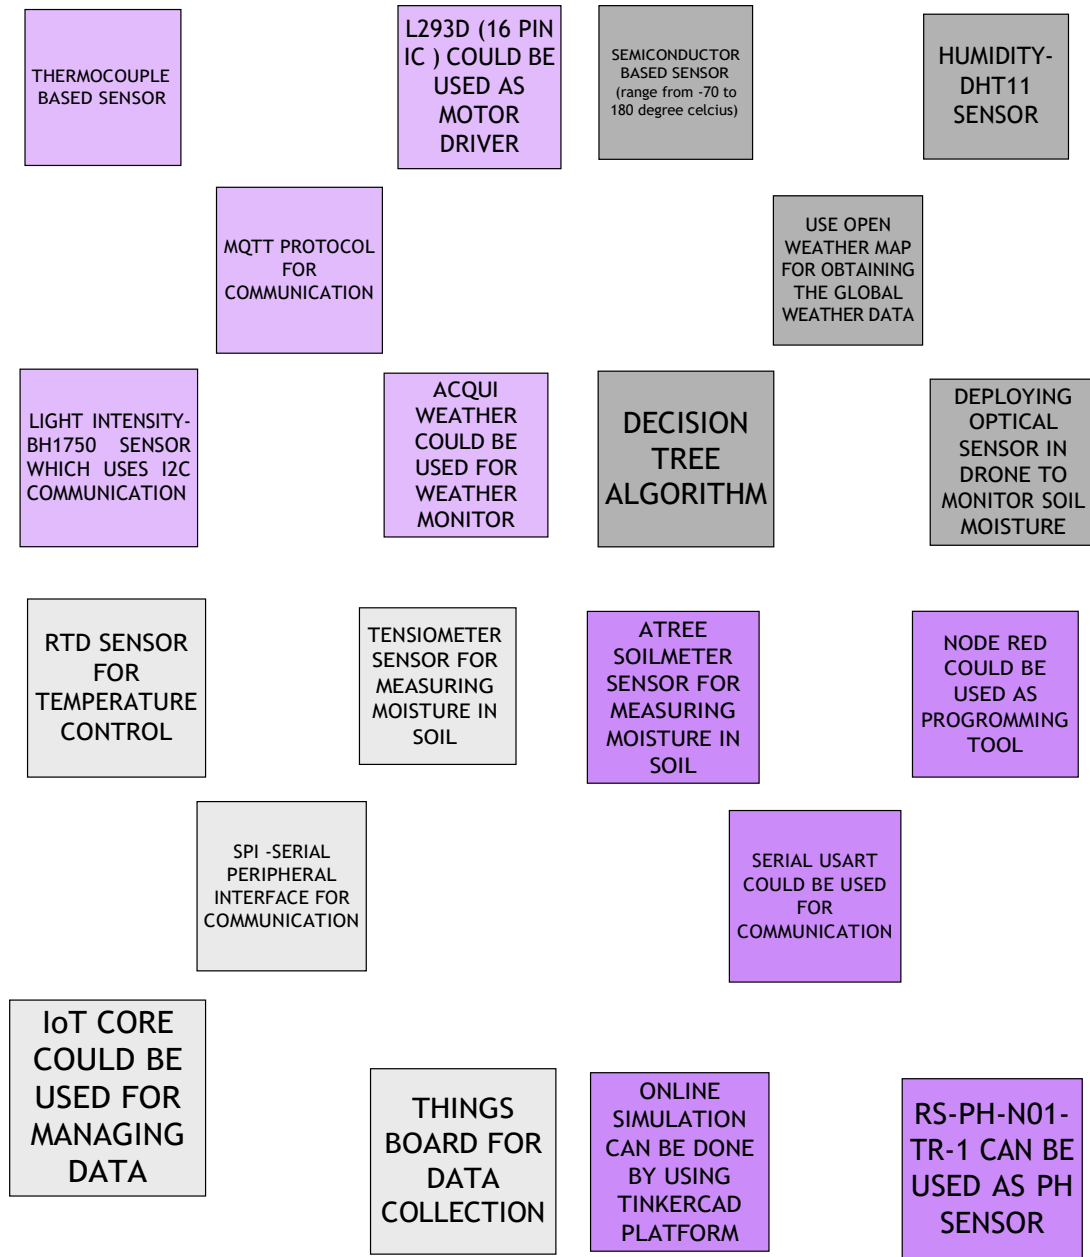 THERMOCOUPLE
BASED SENSOR
L293D (16 PIN
IC ) COULD BE
USED AS
MOTOR
DRIVER
SEMICONDUCTOR
BASED SENSOR
(range from -70 to
180 degree celcius)
HUMIDITY-
DHT11
SENSOR
MQTT PROTOCOL
FOR
COMMUNICATION
USE OPEN
WEATHER MAP
FOR OBTAINING
THE GLOBAL
WEATHER DATA
LIGHT INTENSITY-
BH1750 SENSOR
WHICH USES I2C
COMMUNICATION
ACQUI
WEATHER
COULD BE
USED FOR
WEATHER
MONITOR
DECISION
TREE
ALGORITHM
DEPLOYING
OPTICAL
SENSOR IN
DRONE TO
MONITOR SOIL
MOISTURE
RTD SENSOR
FOR
TEMPERATURE
CONTROL
TENSIOMETER
SENSOR FOR
MEASURING
MOISTURE IN
SOIL
ATREE
SOILMETER
SENSOR FOR
MEASURING
MOISTURE IN
SOIL
NODE RED
COULD BE
USED AS
PROGROMMING
TOOL
SPI -SERIAL
PERIPHERAL
INTERFACE FOR
COMMUNICATION
SERIAL USART
COULD BE USED
FOR
COMMUNICATION
IoT CORE
COULD BE
USED FOR
MANAGING
DATA
THINGS
BOARD FOR
DATA
COLLECTION
ONLINE
SIMULATION
CAN BE DONE
BY USING
TINKERCAD
PLATFORM
RS-PH-N01-
TR-1 CAN BE
USED AS PH
SENSOR